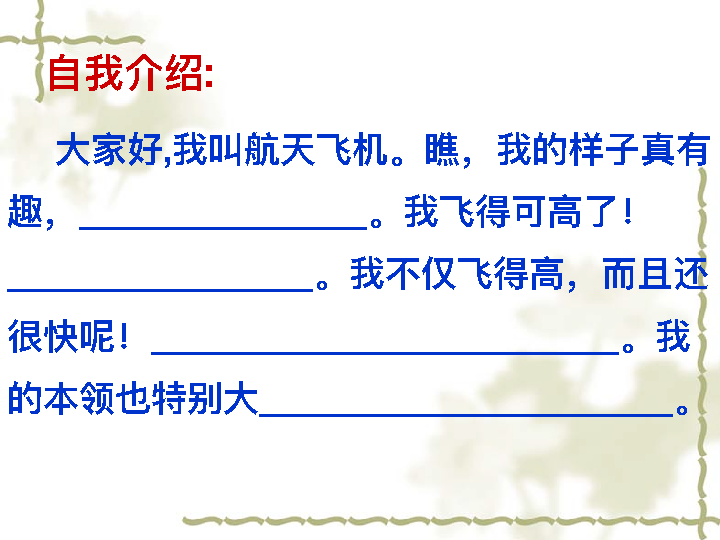 自我介绍:
大家好,我叫航天飞机。瞧，我的样子真有
趣，________________。我飞得可高了！
_________________。我不仅飞得高，而且还
很快呢！__________________________。我
的本领也特别大_______________________。